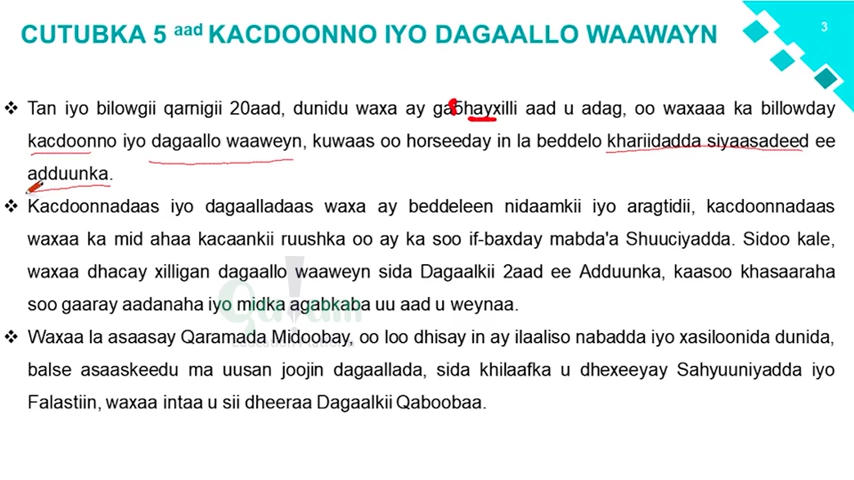 3
CUTUBKA 5 aad KACDOONNO IYO DAGAALLO WAAWAYN
❖ Tan iyo bilowgii qarnigii 20aad, dunidu waxa ay xilli aad u adag, oo waxaaa ka billowday
kacdoonno iyo dagaallo waaweyn, kuwaas oo horseeday in la beddelo khariidadda siyaasadeed ee
adduunka.
❖ Kacdoonnadaas iyo dagaalladaas waxa ay beddeleen nidaamkii iyo aragtidii, kacdoonnadaas
waxaa ka mid ahaa kacaankii ruushka oo ay ka soo if-baxday mabda'a Shuuciyadda. Sidoo kale,
waxaa dhacay xilligan dagaallo waaweyn sida Dagaalkii 2aad ee Adduunka, kaasoo khasaaraha
soo gaaray aadanaha iyo midka agabkaba uu aad u weynaa.
❖ Waxaa la asaasay Qaramada Midoobay, oo loo dhisay in ay ilaaliso nabadda iyo xasiloonida dunida,
balse asaaskeedu ma uusan joojin dagaallada, sida khilaafka u dhexeeyay Sahyuuniyadda iyo
Falastiin, waxaa intaa u sii dheeraa Dagaalkii Qaboobaa.